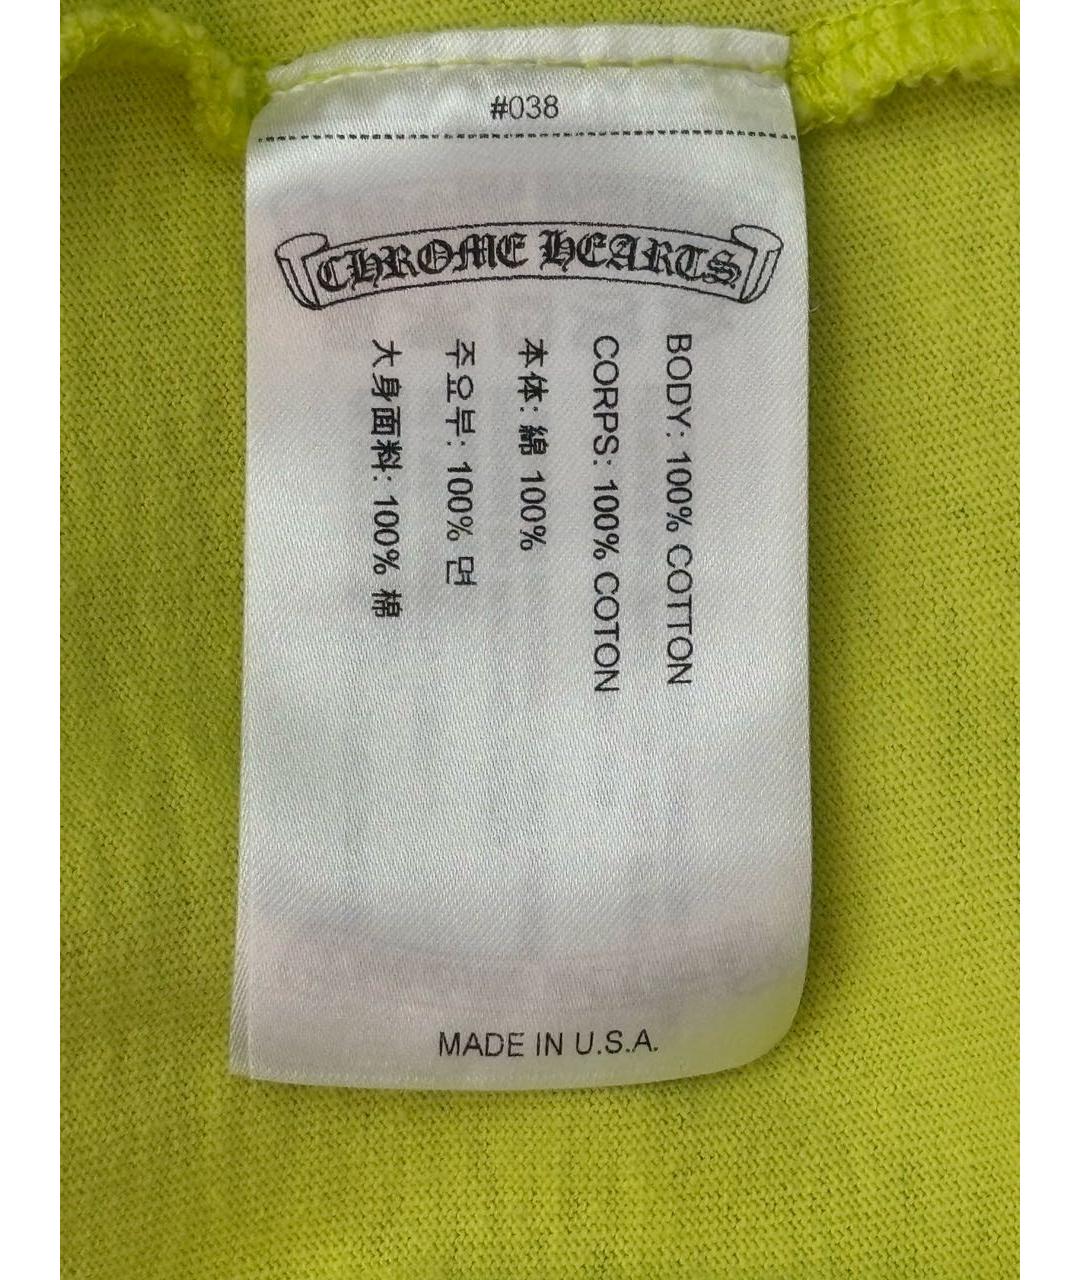 #038
CHROME HEARTS
BODY: 100% COTTON
CORPS: 100% COTON
本体: 綿 100%
주요부: 100% 면
大身面料: 100% 棉
MADE IN U.S.A.